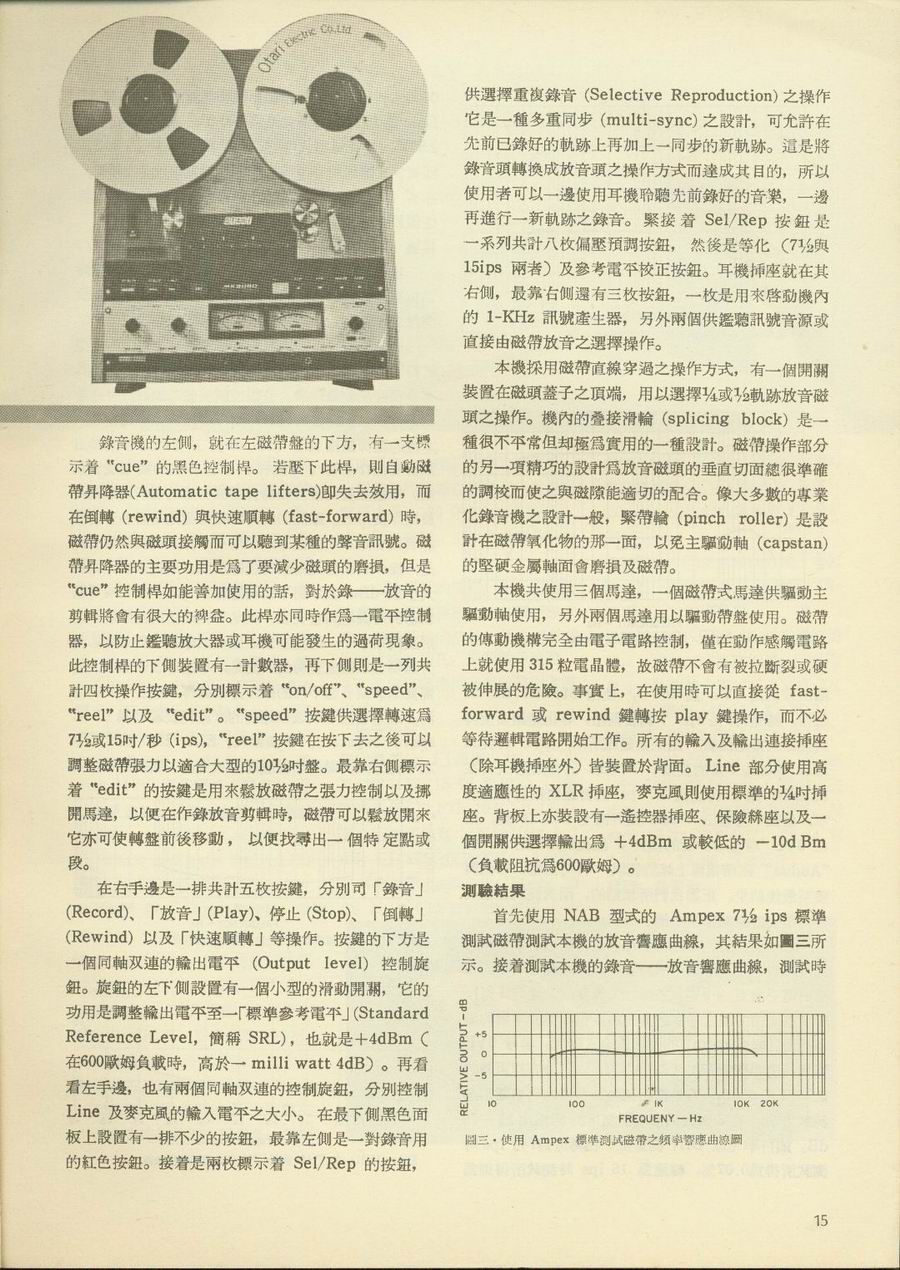 Otari Electric Co., Ltd
MX5050
錄音機的左側，就在左磁帶盤的下方，有一支標
示着 "cue" 的黑色控制桿。 若壓下此桿，則自動磁
帶昇降器(Automatic tape lifters)卽失去效用，而
在倒轉 (rewind) 與快速順轉 (fast-forward) 時，
磁帶仍然與磁頭接觸而可以聽到某種的聲音訊號。磁
帶昇降器的主要功用是爲了要減少磁頭的磨損，但是
"cue" 控制桿如能善加使用的話，對於錄——放音的
剪輯將會有很大的裨益。此桿亦同時作爲一電平控制
器，以防止鑑聽放大器或耳機可能發生的過荷現象。
此控制桿的下側裝置有一計數器，再下側則是一列共
計四枚操作按鍵，分別標示着 "on/off"、"speed"、
"reel" 以及 "edit" 。"speed" 按鍵供選擇轉速爲
7½或15吋/秒 (ips)，"reel" 按鍵在按下去之後可以
調整磁帶張力以適合大型的10½吋盤。最靠右側標示
着 "edit" 的按鍵是用來鬆放磁帶之張力控制以及挪
開馬達，以便在作錄放音剪輯時，磁帶可以鬆放開來
它亦可使轉盤前後移動， 以便找尋出一個特定點或
段。
在右手邊是一排共計五枚按鍵，分別司「錄音」
(Record)、「放音」(Play)、停止 (Stop)、「倒轉」
(Rewind) 以及「快速順轉」等操作。按鍵的下方是
一個同軸双連的輸出電平 (Output level) 控制旋
鈕。旋鈕的左下側設置有一個小型的滑動開關，它的
功用是調整輸出電平至一「標準參考電平」(Standard
Reference Level，簡稱 SRL)，也就是+4dBm (
在600歐姆負載時，高於一 milli watt 4dB) 。再看
看左手邊，也有兩個同軸双連的控制旋鈕，分別控制
Line 及麥克風的輸入電平之大小。 在最下側黑色面
板上設置有一排不少的按鈕，最靠左側是一對錄音用
的紅色按鈕。接着是兩枚標示着 Sel/Rep 的按鈕，
供選擇重複錄音 (Selective Reproduction) 之操作
它是一種多重同步 (multi-sync) 之設計，可允許在
先前已錄好的軌跡上再加上一同步的新軌跡。這是將
錄音頭轉換成放音頭之操作方式而達成其目的，所以
使用者可以一邊使用耳機聆聽先前錄好的音樂，一邊
再進行一新軌跡之錄音。 緊接着 Sel/Rep 按鈕是
一系列共計八枚偏壓預調按鈕， 然後是等化 (7½與
15ips 兩者) 及參考電平校正按鈕。耳機挿座就在其
右側，最靠右側還有三枚按鈕，一枚是用來啓動機內
的 1-KHz 訊號產生器，另外兩個供鑑聽訊號音源或
直接由磁帶放音之選擇操作。
本機採用磁帶直線穿過之操作方式，有一個開關
裝置在磁頭蓋子之頂端，用以選擇¼或½軌跡放音磁
頭之操作。機內的叠接滑輪 (splicing block) 是一
種很不平常但却極爲實用的一種設計。磁帶操作部分
的另一項精巧的設計爲放音磁頭的垂直切面總很準確
的調校而使之與磁隙能適切的配合。像大多數的專業
化錄音機之設計一般，緊帶輪 (pinch roller) 是設
計在磁帶氧化物的那一面，以免主驅動軸 (capstan)
的堅硬金屬軸面會磨損及磁帶。
本機共使用三個馬達，一個磁帶式馬達供驅動主
驅動軸使用，另外兩個馬達用以驅動帶盤使用。磁帶
的傳動機構完全由電子電路控制，僅在動作感觸電路
上就使用 315 粒電晶體，故磁帶不會有被拉斷裂或硬
被伸展的危險。事實上，在使用時可以直接從 fast-
forward 或 rewind 鍵轉按 play 鍵操作，而不必
等待邏輯電路開始工作。所有的輸入及輸出連接挿座
（除耳機挿座外）皆裝置於背面。 Line 部分使用高
度適應性的 XLR 挿座，麥克風則使用標準的¼吋挿
座。背板上亦裝設有一遙控器挿座、保險絲座以及一
個開關供選擇輸出爲 +4dBm 或較低的 -10d Bm
（負載阻抗爲600歐姆）。
測驗結果
首先使用 NAB 型式的 Ampex 7½ ips 標準
測試磁帶測試本機的放音響應曲線，其結果如圖三所
示。接着測試本機的錄音——放音響應曲線，測試時
RELATIVE OUTPUT-dB
+5
0
-5
10 100 1K 10K 20K
FREQUENY — Hz
圖三·使用 Ampex 標準測試磁帶之頻率響應曲線圖
15